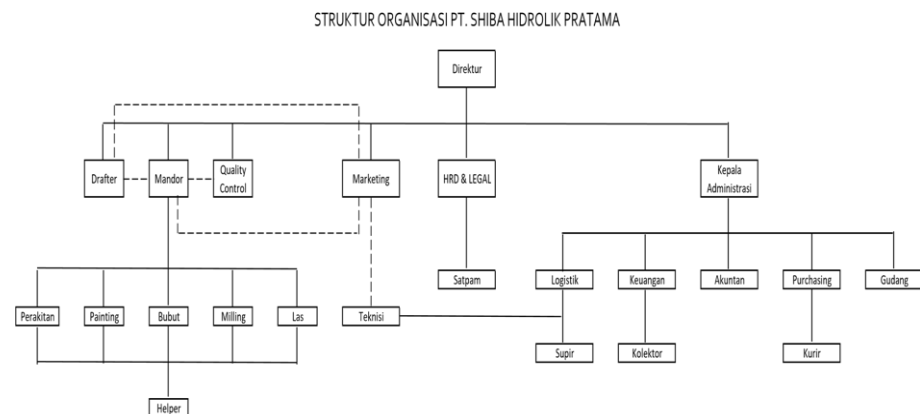 STRUKTUR ORGANISASI PT. SHIBA HIDROLIK PRATAMA
Direktur
Drafter
Mandor
Quality
Control
Marketing
HRD & LEGAL
Kepala
Administrasi
Satpam
Logistik
Keuangan
Akuntan
Purchasing
Gudang
Perakitan
Painting
Bubut
Milling
Las
Teknisi
Supir
Kolektor
Kurir
Helper